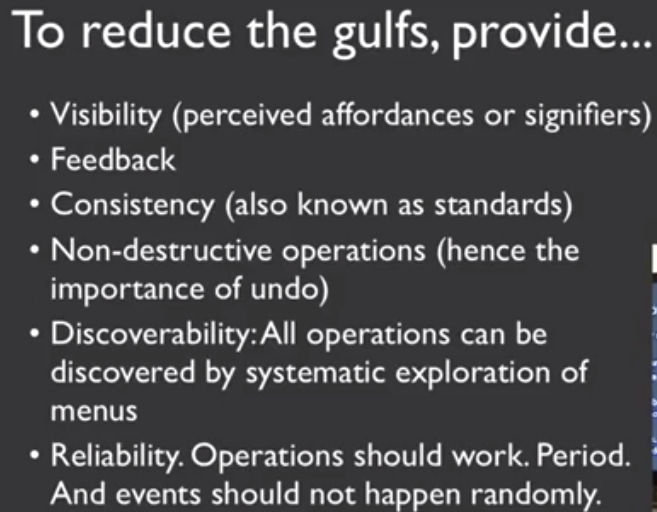 To reduce the gulfs, provide...
• Visibility (perceived affordances or signifiers)
• Feedback
• Consistency (also known as standards)
• Non-destructive operations (hence the
importance of undo)
• Discoverability: All operations can be
discovered by systematic exploration of
menus
• Reliability. Operations should work. Period.
And events should not happen randomly.